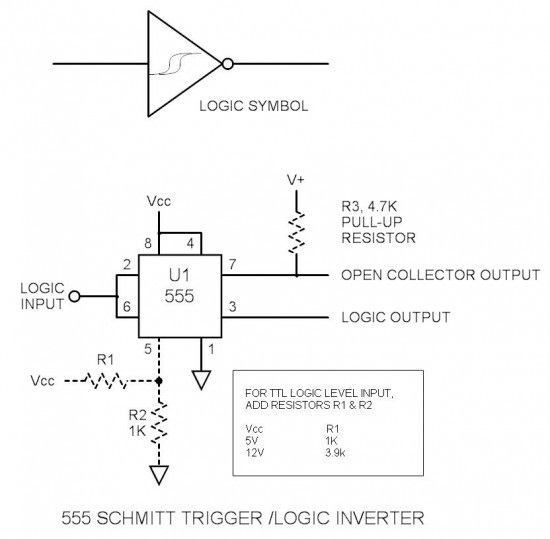 LOGIC SYMBOL
V+
Vcc
R3, 4.7K
PULL-UP
RESISTOR
8
4
2
U1
7
OPEN COLLECTOR OUTPUT
LOGIC
INPUT
555
6
3
LOGIC OUTPUT
5
1
R1
Vcc
R2
1K
FOR TTL LOGIC LEVEL INPUT,
ADD RESISTORS R1 & R2
Vcc R1
5V 1K
12V 3.9k
555 SCHMITT TRIGGER /LOGIC INVERTER